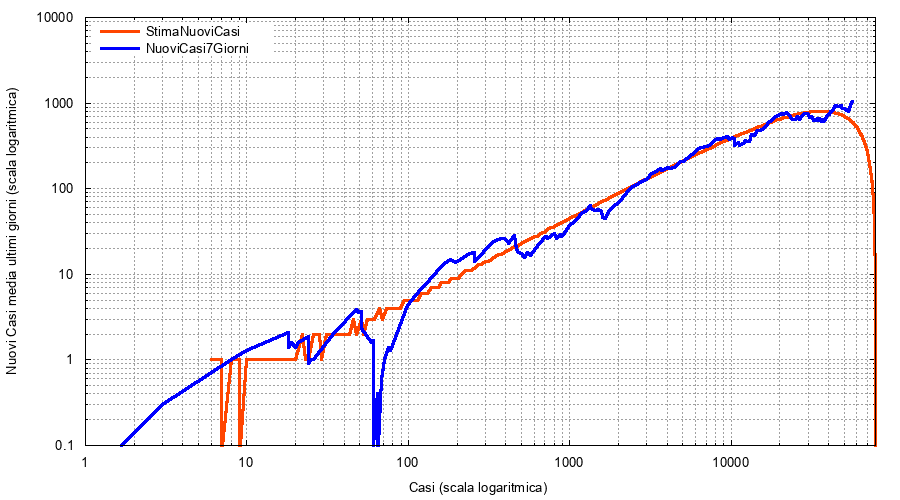 10000
1000
100
10
1
0.1
1
10
100
1000
10000
StimaNuoviCasi
NuoviCasi7Giorni
Nuovi Casi media ultimi giorni (scala logaritmica)
Casi (scala logaritmica)